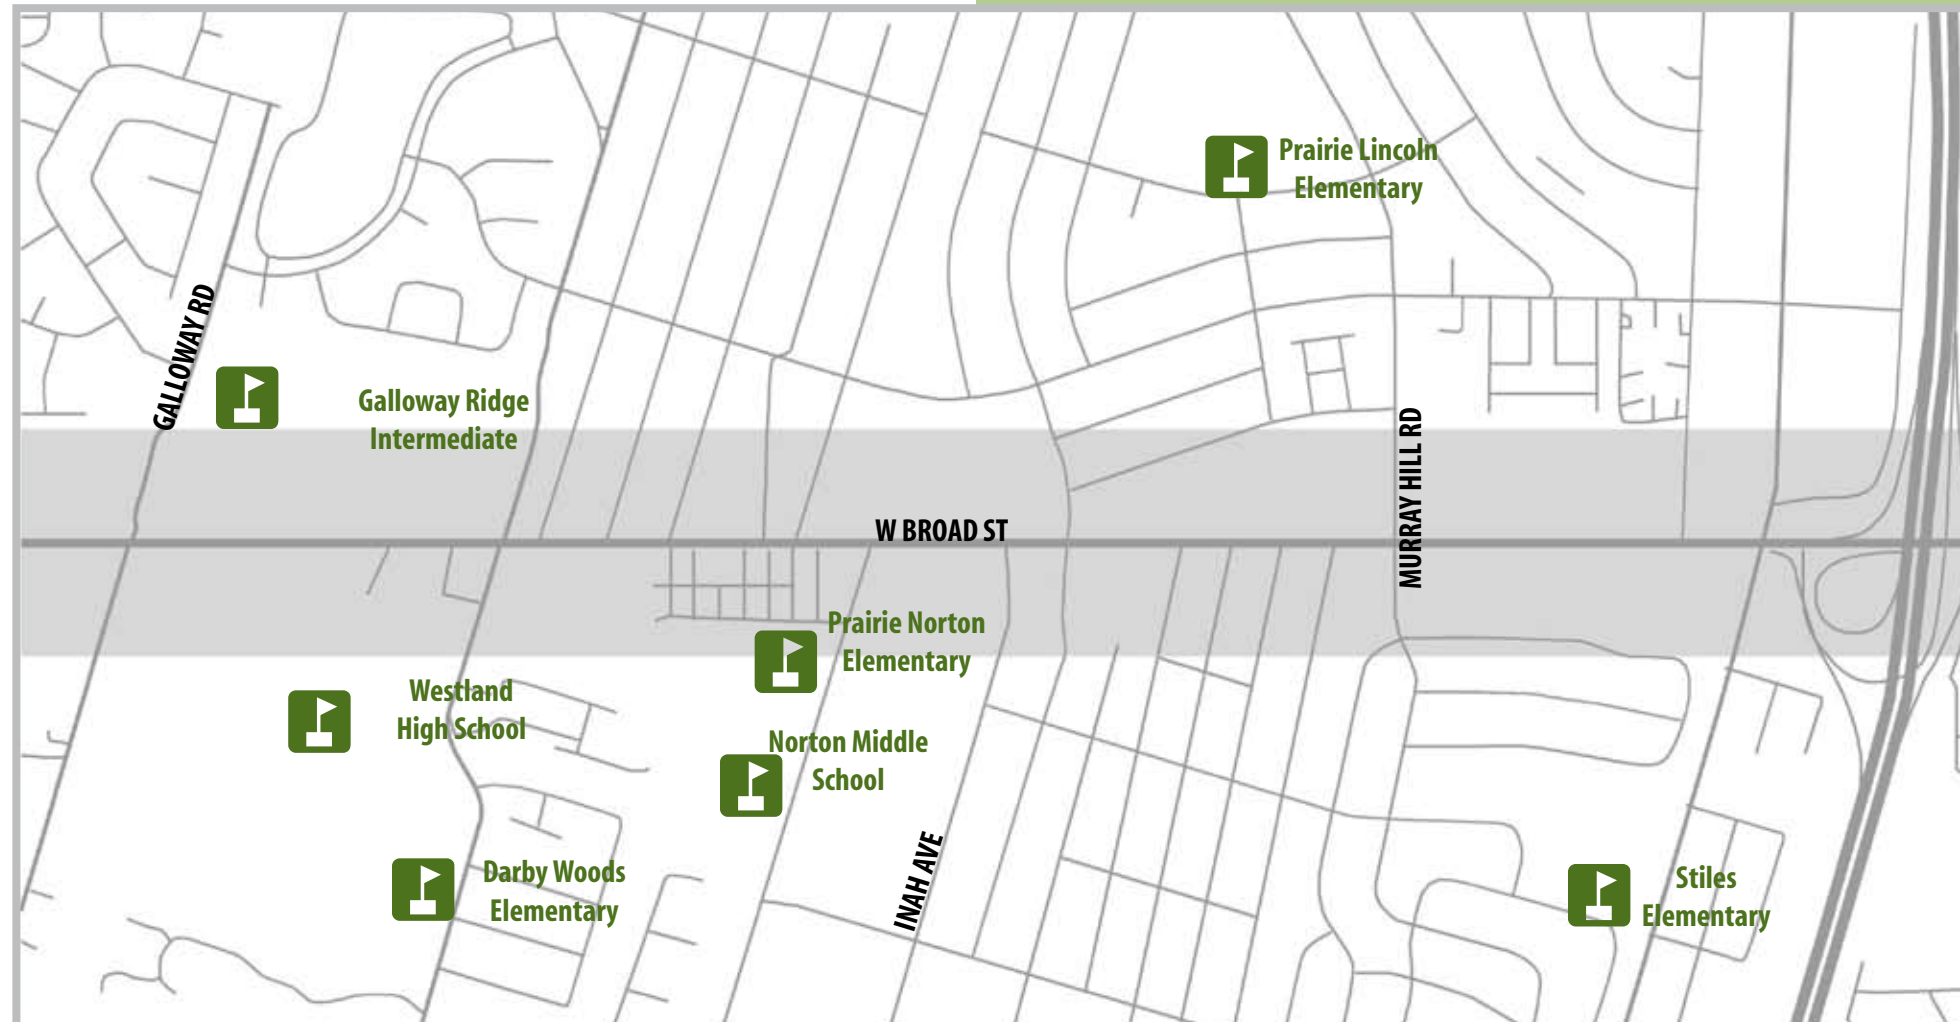 Prairie Lincoln
Elementary
GALLOWAY RD
Galloway Ridge
Intermediate
MURRAY HILL RD
W BROAD ST
Prairie Norton
Elementary
Westland
High School
Norton Middle
School
INAH AVE
Darby Woods
Elementary
Stiles
Elementary